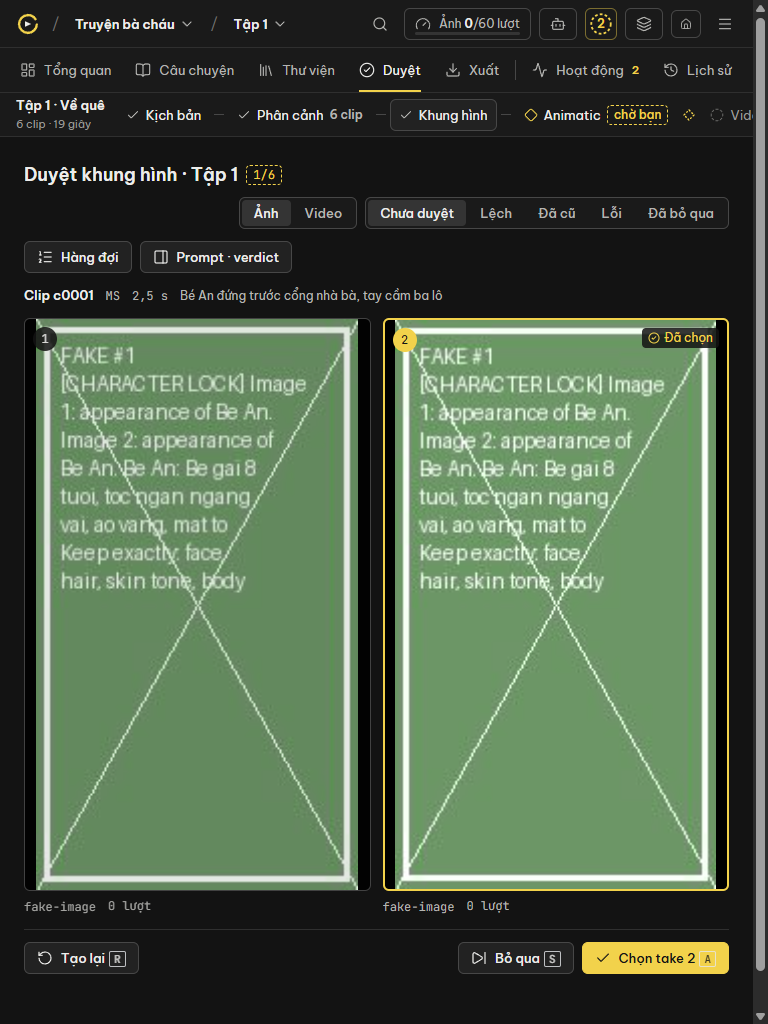 / Truyện bà cháu / Tập 1 Ảnh 0/60 lượt 2
Tổng quan Câu chuyện Thư viện Duyệt Xuất Hoạt động 2 Lịch sử
Tập 1 · Về quê
6 clip · 19 giây
Kịch bản Phân cảnh 6 clip Khung hình Animatic chờ bạn
Duyệt khung hình · Tập 1 1/6
Ảnh Video Chưa duyệt Lệch Đã cũ Lỗi Đã bỏ qua
Hàng đợi Prompt · verdict
Clip c0001 MS 2,5 s Bé An đứng trước cổng nhà bà, tay cầm ba lô
1
FAKE #1
[CHARACTER LOCK] Image
1: appearance of Be An.
Image 2: appearance of
Be An. Be An: Be gai 8
tuoi, toc ngan ngang
vai, ao vang, mat to
Keep exactly: face,
hair, skin tone, body
2 Đã chọn
FAKE #1
[CHARACTER LOCK] Image
1: appearance of Be An.
Image 2: appearance of
Be An. Be An: Be gai 8
tuoi, toc ngan ngang
vai, ao vang, mat to
Keep exactly: face,
hair, skin tone, body
fake-image 0 lượt
fake-image 0 lượt
Tạo lại R Bỏ qua S Chọn take 2 A